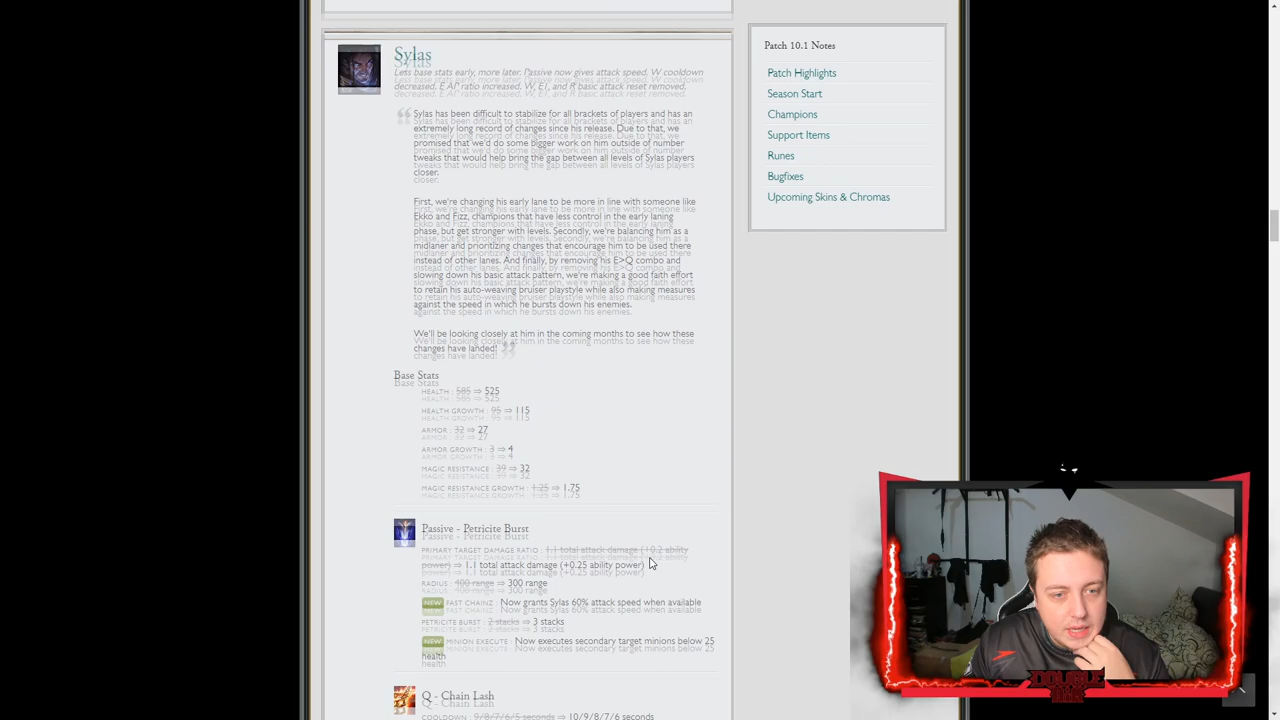 Sylas
Less base stats early, more later. Passive now gives attack speed. W cooldown
decreased. E AP ratio increased. W, E1, and R basic attack reset removed.
Sylas has been difficult to stabilize for all brackets of players and has an
extremely long record of changes since his release. Due to that, we
promised that we'd do some bigger work on him outside of number
tweaks that would help bring the gap between all levels of Sylas players
closer.
First, we're changing his early lane to be more in line with someone like
Ekko and Fizz, champions that have less control in the early laning
phase, but get stronger with levels. Secondly, we're balancing him as a
midlaner and prioritizing changes that encourage him to be used there
instead of other lanes. And finally, by removing his E>Q combo and
slowing down his basic attack pattern, we're making a good faith effort
to retain his auto-weaving bruiser playstyle while also making measures
against the speed in which he bursts down his enemies.
We'll be looking closely at him in the coming months to see how these
changes have landed!
Base Stats
HEALTH : 585 ⇒ 525
HEALTH GROWTH : 95 ⇒ 115
ARMOR : 32 ⇒ 27
ARMOR GROWTH : 3 ⇒ 4
MAGIC RESISTANCE : 39 ⇒ 32
MAGIC RESISTANCE GROWTH : 1.25 ⇒ 1.75
Passive - Petricite Burst
PRIMARY TARGET DAMAGE RATIO : 1.1 total attack damage (+0.2 ability
power) ⇒ 1.1 total attack damage (+0.25 ability power)
RADIUS : 400 range ⇒ 300 range
NEW FAST CHAINZ : Now grants Sylas 60% attack speed when available
PETRICITE BURST : 2 stacks ⇒ 3 stacks
NEW MINION EXECUTE : Now executes secondary target minions below 25
health
Q - Chain Lash
COOLDOWN : 9/8/7/6/5 seconds ⇒ 10/9/8/7/6 seconds
Patch 10.1 Notes
Patch Highlights
Season Start
Champions
Support Items
Runes
Bugfixes
Upcoming Skins & Chromas